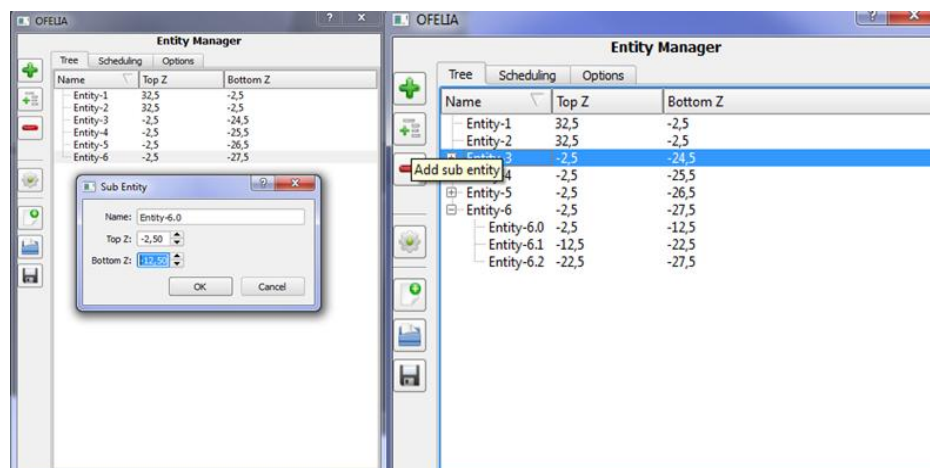 OFELIA
? X
Entity Manager
Tree Scheduling Options
Name Top Z Bottom Z
Entity-1 32,5 -2,5
Entity-2 32,5 -2,5
Entity-3 -2,5 -24,5
Entity-4 -2,5 -25,5
Entity-5 -2,5 -26,5
Entity-6 -2,5 -27,5
Sub Entity
? X
Name: Entity-6.0
Top Z: -2,50
Bottom Z: -12,50
OK Cancel
OFELIA
? X
Entity Manager
Tree Scheduling Options
Name Top Z Bottom Z
Entity-1 32,5 -2,5
Entity-2 32,5 -2,5
Entity-3 -2,5 -24,5
Add sub entity
4 -2,5 -25,5
Entity-5 -2,5 -26,5
Entity-6 -2,5 -27,5
Entity-6.0 -2,5 -12,5
Entity-6.1 -12,5 -22,5
Entity-6.2 -22,5 -27,5